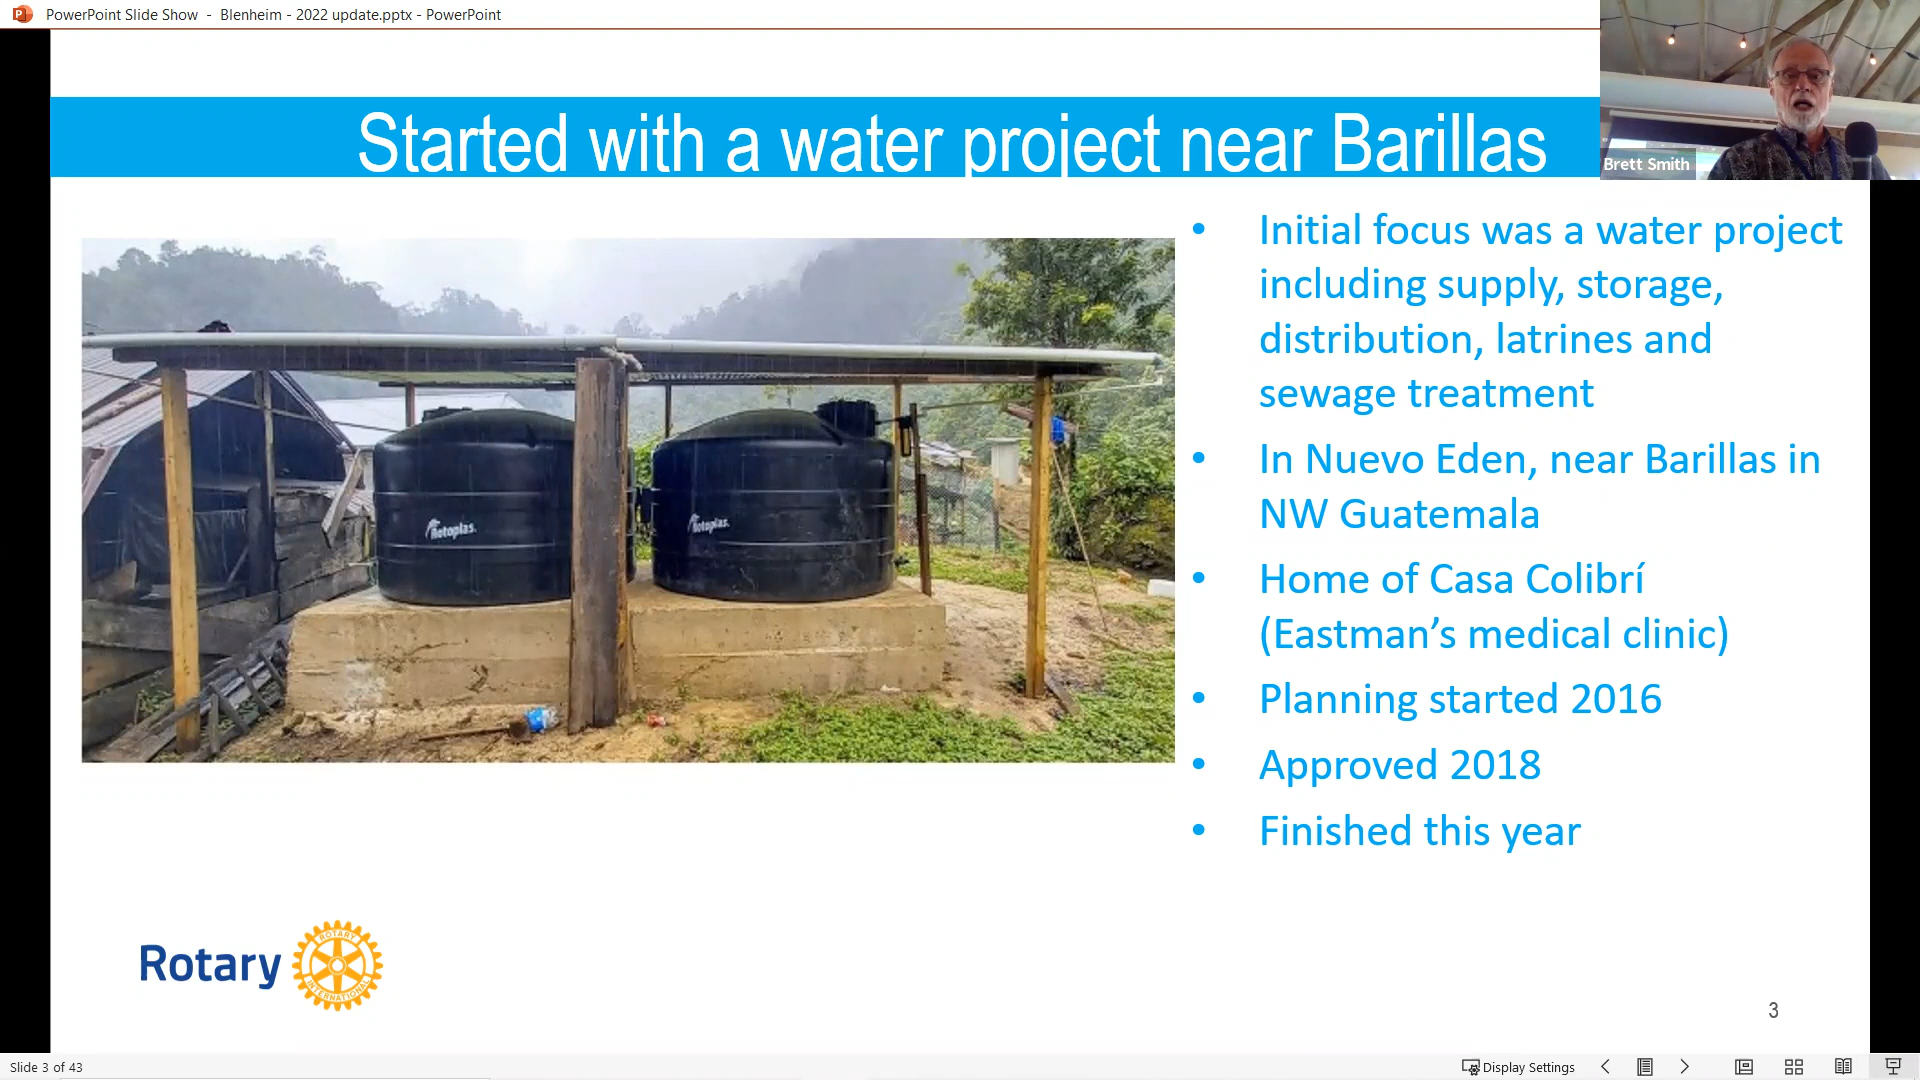 PowerPoint Slide Show - Blenheim - 2022 update.pptx - PowerPoint
Started with a water project near Barillas
Brett Smith
• Initial focus was a water project
including supply, storage,
distribution, latrines and
sewage treatment
• In Nuevo Eden, near Barillas in
NW Guatemala
• Home of Casa Colibrí
(Eastman’s medical clinic)
• Planning started 2016
• Approved 2018
• Finished this year
Rotoplas.
Rotoplas.
Rotary
ROTARY
INTERNATIONAL
3
Slide 3 of 43
Display Settings